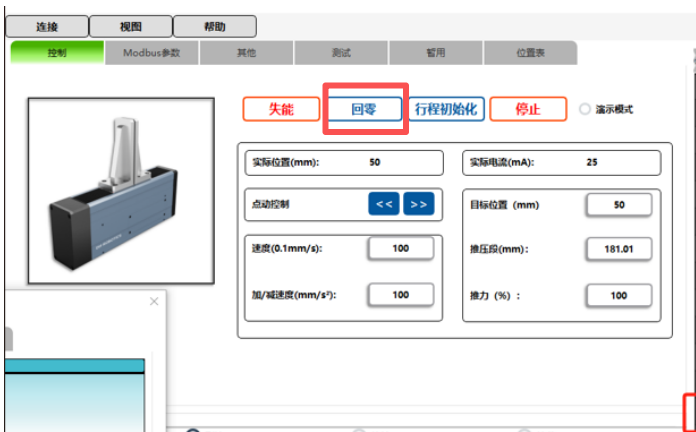 连接 视图 帮助
控制 Modbus参数 其他 测试 暂用 位置表
失能 回零 行程初始化 停止 演示模式
实际位置(mm): 50 实际电流(mA): 25
点动控制 << >> 目标位置 (mm) 50
速度(0.1mm/s): 100 推压段(mm): 181.01
加/减速度(mm/s²): 100 推力 (%) : 100